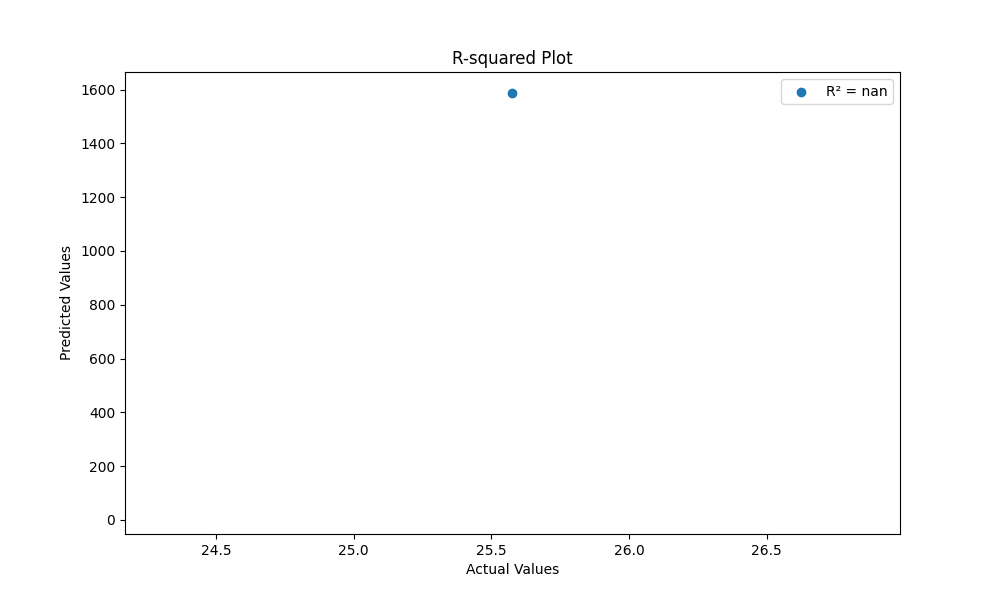 R-squared Plot
R² = nan
1600
1400
1200
1000
800
600
400
200
0
Predicted Values
24.5 25.0 25.5 26.0 26.5
Actual Values